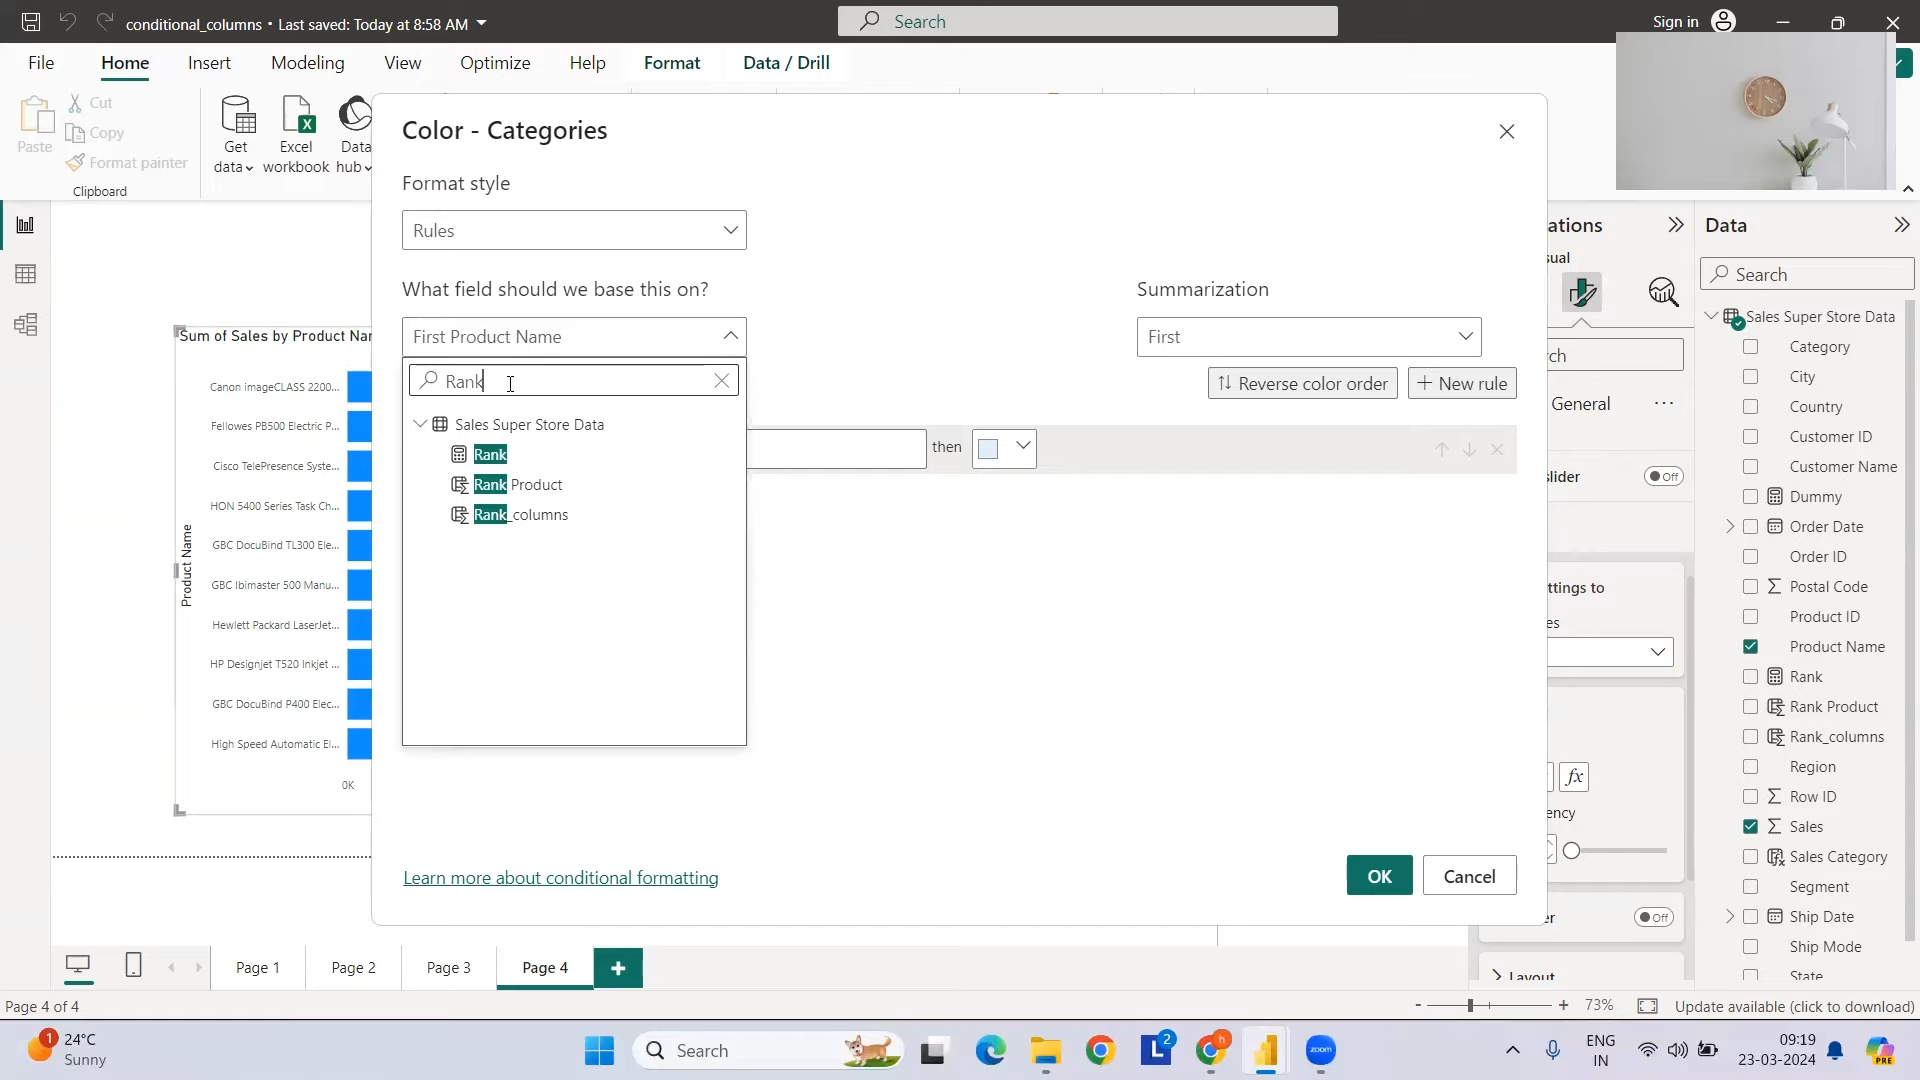 conditional_columns • Last saved: Today at 8:58 AM
Search
Sign in
File
Home
Insert
Modeling
View
Optimize
Help
Format
Data / Drill
Paste
Cut
Copy
Format painter
Clipboard
Get data
Excel workbook
Data hub
Color - Categories
Format style
Rules
What field should we base this on?
First Product Name
Summarization
First
Rank
Sales Super Store Data
Rank
Rank Product
Rank_columns
Reverse color order
New rule
then
Learn more about conditional formatting
OK
Cancel
Sum of Sales by Product Nar
Product Name
Canon imageCLASS 2200...
Fellowes PB500 Electric P...
Cisco TelePresence Syste...
HON 5400 Series Task Ch...
GBC DocuBind TL300 Ele...
GBC Ibimaster 500 Manu...
Hewlett Packard LaserJet...
HP Designjet T520 Inkjet ...
GBC DocuBind P400 Elec...
High Speed Automatic El...
0K
ations
sual
rch
General
...
lider
Off
ttings to
es
fx
ency
er
Off
Layout
Data
Search
Sales Super Store Data
Category
City
Country
Customer ID
Customer Name
Dummy
Order Date
Order ID
Postal Code
Product ID
Product Name
Rank
Rank Product
Rank_columns
Region
Row ID
Sales
Sales Category
Segment
Ship Date
Ship Mode
State
Page 1
Page 2
Page 3
Page 4
+
Page 4 of 4
- + 73%
Update available (click to download)
1
24°C
Sunny
Search
L
2
h
zoom
ENG
IN
09:19
23-03-2024
PRE